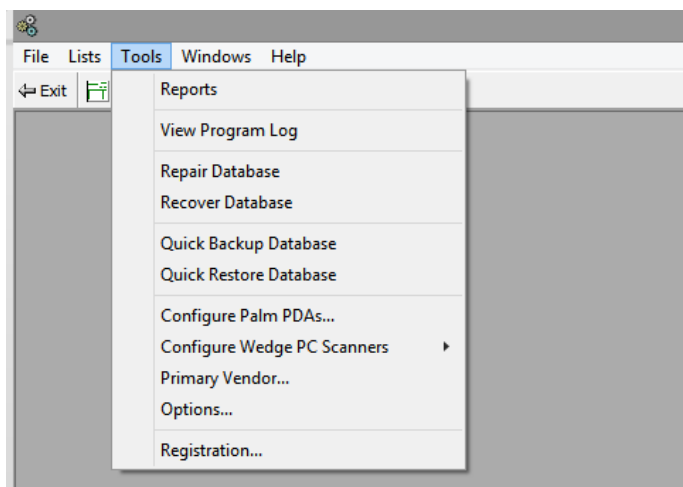 File Lists Tools Windows Help
Exit
Reports
View Program Log
Repair Database
Recover Database
Quick Backup Database
Quick Restore Database
Configure Palm PDAs...
Configure Wedge PC Scanners
Primary Vendor...
Options...
Registration...